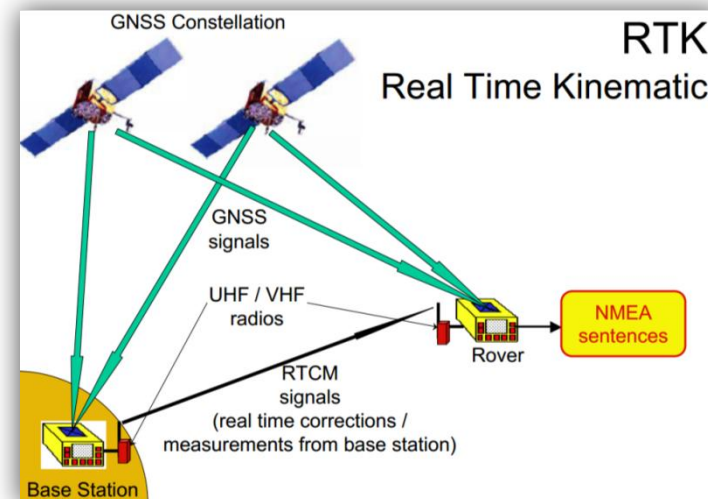 GNSS Constellation
RTK
Real Time Kinematic
GNSS
signals
UHF / VHF
radios
NMEA
sentences
Rover
RTCM
signals
(real time corrections /
measurements from base station)
Base Station